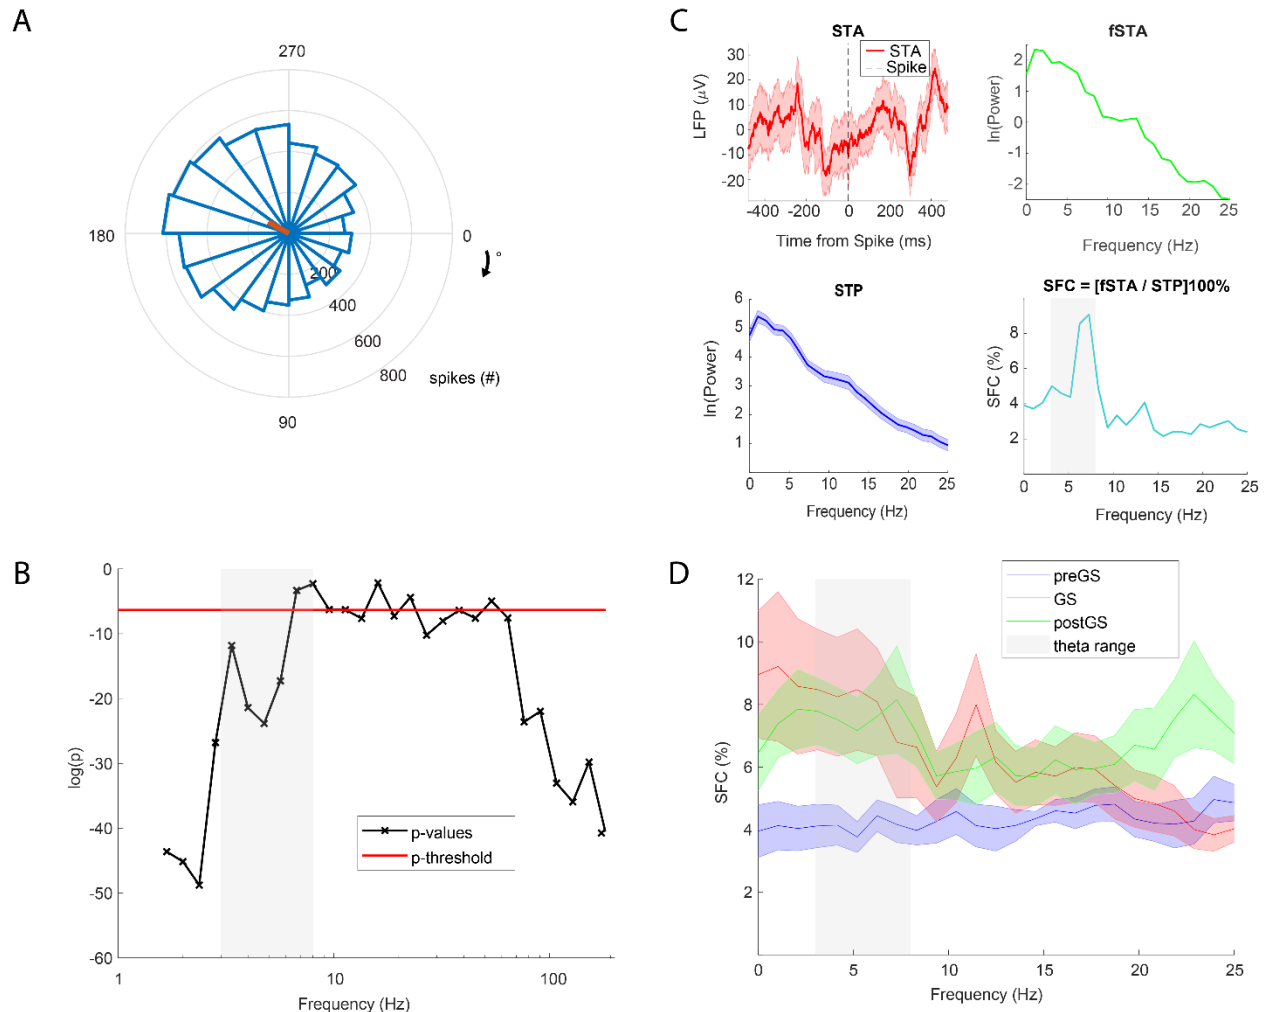 A
270
180
0
°
200
400
600
800
spikes (#)
90
B
0
-10
-20
-30
-40
-50
-60
log(p)
p-values
p-threshold
1
10
100
Frequency (Hz)
C
STA
STA
Spike
30
20
10
0
-10
-20
LFP (µV)
-400
-200
0
200
400
Time from Spike (ms)
fSTA
2
1
0
-1
-2
ln(Power)
0
5
10
15
20
25
Frequency (Hz)
STP
6
5
4
3
2
1
ln(Power)
0
5
10
15
20
25
Frequency (Hz)
SFC = [fSTA / STP]100%
8
6
4
2
SFC (%)
0
5
10
15
20
25
Frequency (Hz)
D
preGS
GS
postGS
theta range
12
10
8
6
4
2
SFC (%)
0
5
10
15
20
25
Frequency (Hz)